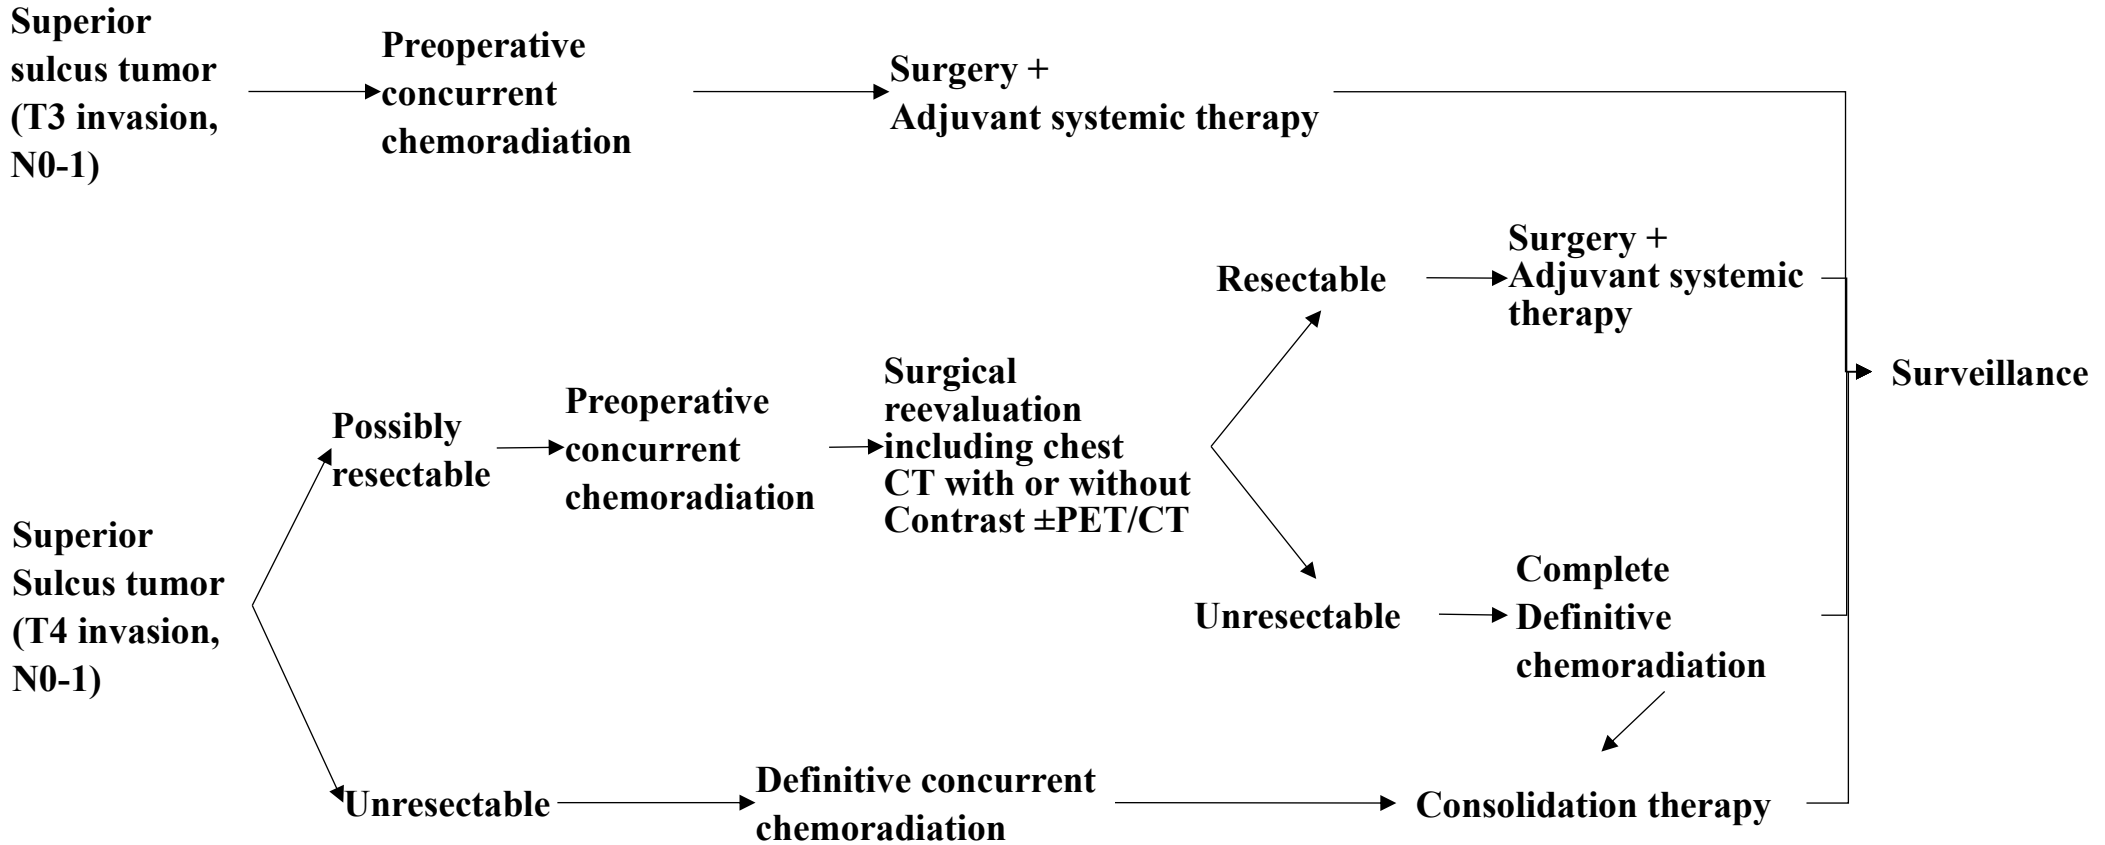 Superior
sulcus tumor
(T3 invasion,
N0-1)
Preoperative
concurrent
chemoradiation
Surgery +
Adjuvant systemic therapy
Superior
Sulcus tumor
(T4 invasion,
N0-1)
Possibly
resectable
Preoperative
concurrent
chemoradiation
Surgical
reevaluation
including chest
CT with or without
Contrast ±PET/CT
Resectable
Surgery +
Adjuvant systemic
therapy
Unresectable
Complete
Definitive
chemoradiation
Unresectable
Definitive concurrent
chemoradiation
Consolidation therapy
Surveillance